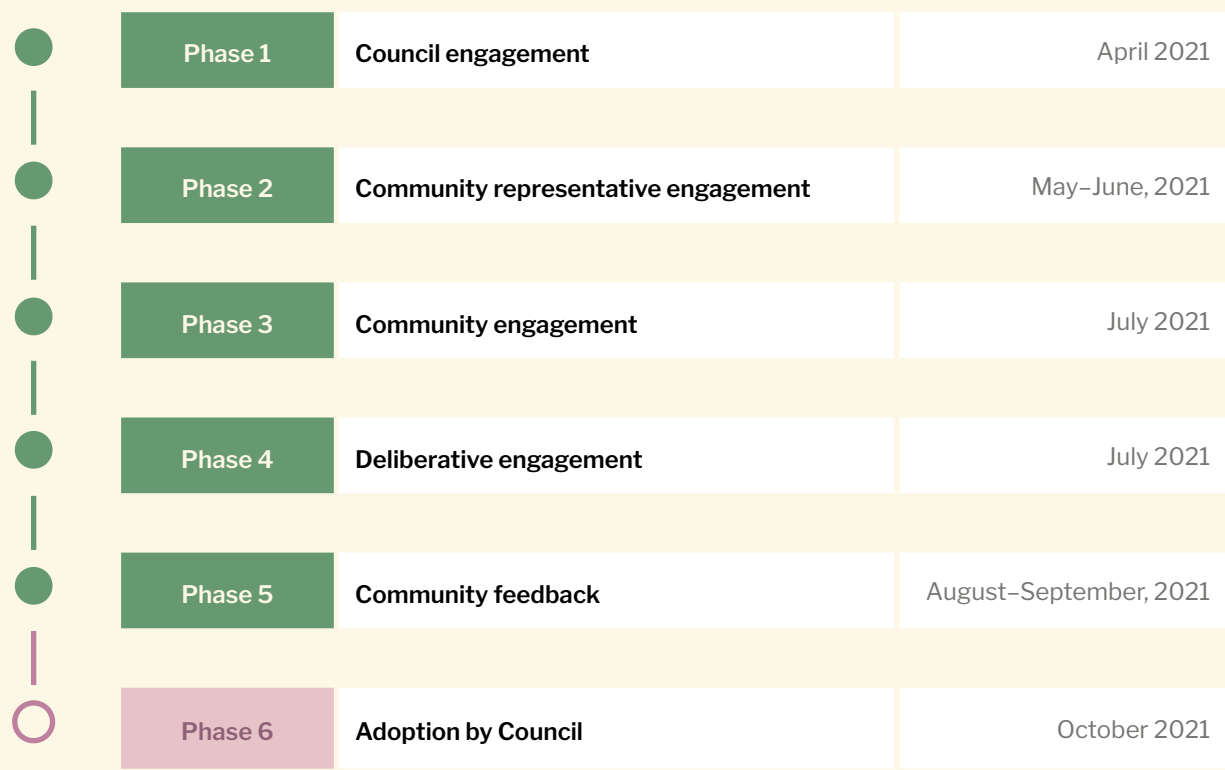 Phase 1 Council engagement April 2021
Phase 2 Community representative engagement May–June, 2021
Phase 3 Community engagement July 2021
Phase 4 Deliberative engagement July 2021
Phase 5 Community feedback August–September, 2021
Phase 6 Adoption by Council October 2021